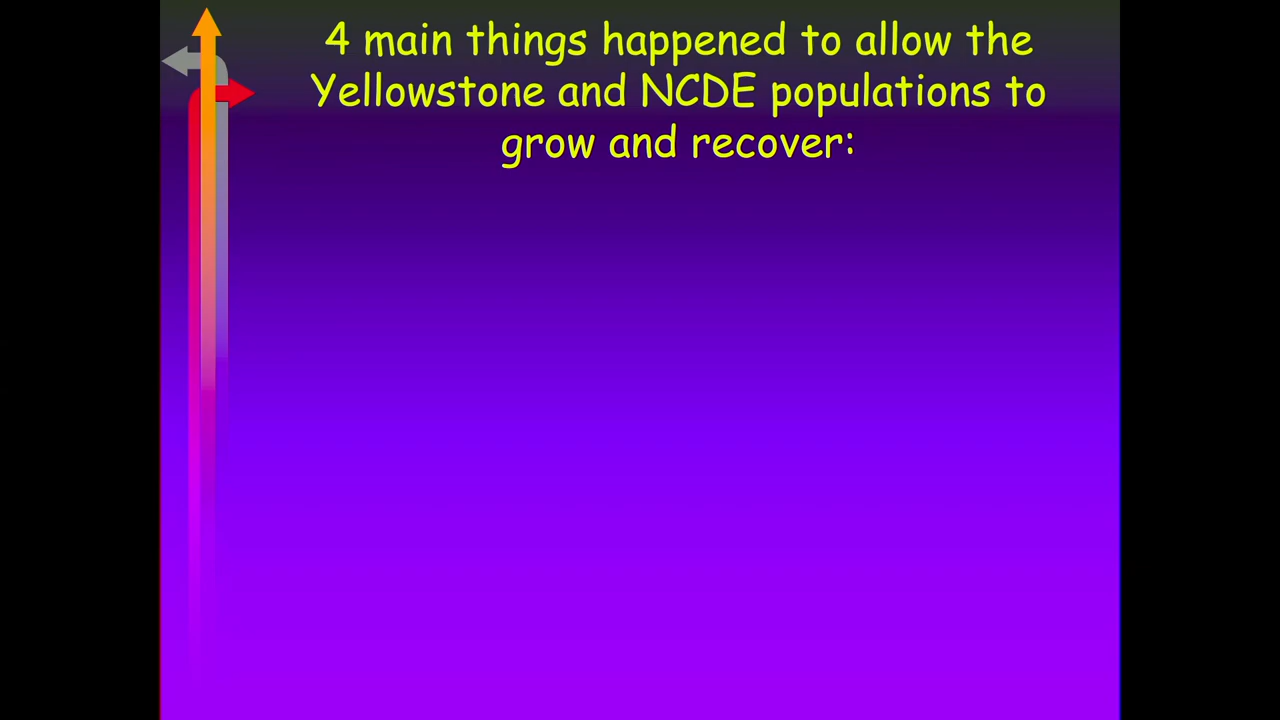 4 main things happened to allow the
Yellowstone and NCDE populations to
grow and recover: